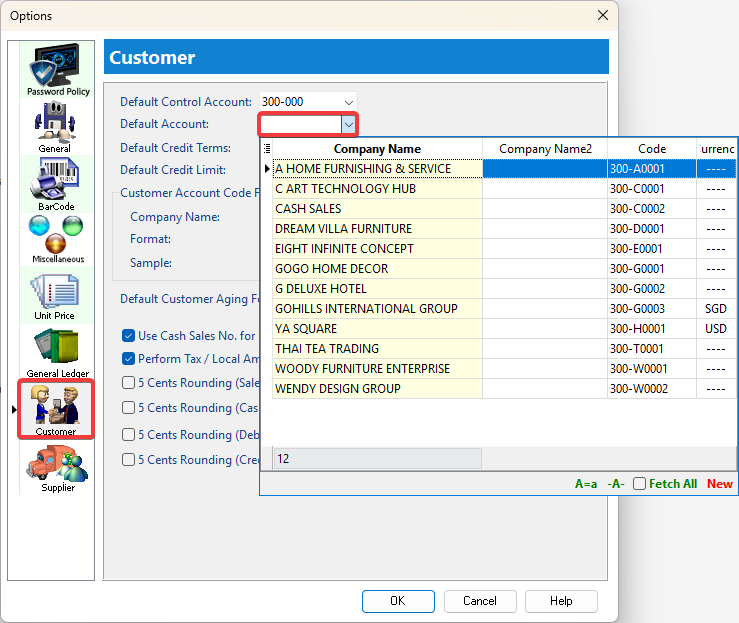 Options
Password Policy
General
BarCode
Miscellaneous
Unit Price
General Ledger
Customer
Supplier
Customer
Default Control Account: 300-000
Default Account:
Default Credit Terms:
Default Credit Limit:
Customer Account Code F
Company Name:
Format:
Sample:
Default Customer Aging Fo
Use Cash Sales No. for
Perform Tax / Local Am
5 Cents Rounding (Sale
5 Cents Rounding (Cas
5 Cents Rounding (Deb
5 Cents Rounding (Cre
Company Name Company Name2 Code urrenc
A HOME FURNISHING & SERVICE 300-A0001 ----
C ART TECHNOLOGY HUB 300-C0001 ----
CASH SALES 300-C0002 ----
DREAM VILLA FURNITURE 300-D0001 ----
EIGHT INFINITE CONCEPT 300-E0001 ----
GOGO HOME DECOR 300-G0001 ----
G DELUXE HOTEL 300-G0002 ----
GOHILLS INTERNATIONAL GROUP 300-G0003 SGD
YA SQUARE 300-H0001 USD
THAI TEA TRADING 300-T0001 ----
WOODY FURNITURE ENTERPRISE 300-W0001 ----
WENDY DESIGN GROUP 300-W0002 ----
12
A=a -A- Fetch All New
OK Cancel Help